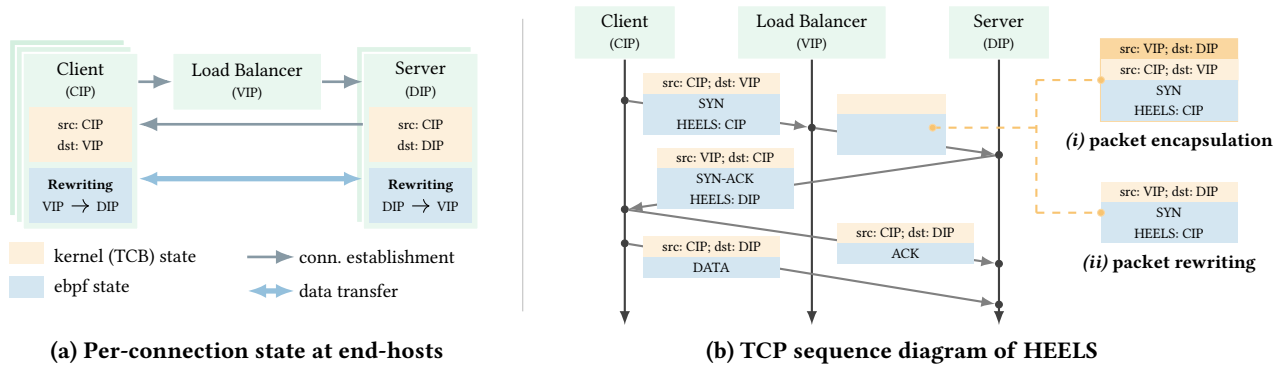 Client
(CIP)
Load Balancer
(VIP)
Server
(DIP)
src: CIP
dst: VIP
src: CIP
dst: DIP
Rewriting
VIP → DIP
Rewriting
DIP → VIP
kernel (TCB) state
ebpf state
conn. establishment
data transfer
(a) Per-connection state at end-hosts
Client
(CIP)
Load Balancer
(VIP)
Server
(DIP)
src: CIP; dst: VIP
SYN
HEELS: CIP
src: VIP; dst: CIP
SYN-ACK
HEELS: DIP
src: CIP; dst: DIP
ACK
src: CIP; dst: DIP
DATA
src: VIP; dst: DIP
src: CIP; dst: VIP
SYN
HEELS: CIP
(i) packet encapsulation
src: VIP; dst: DIP
SYN
HEELS: CIP
(ii) packet rewriting
(b) TCP sequence diagram of HEELS